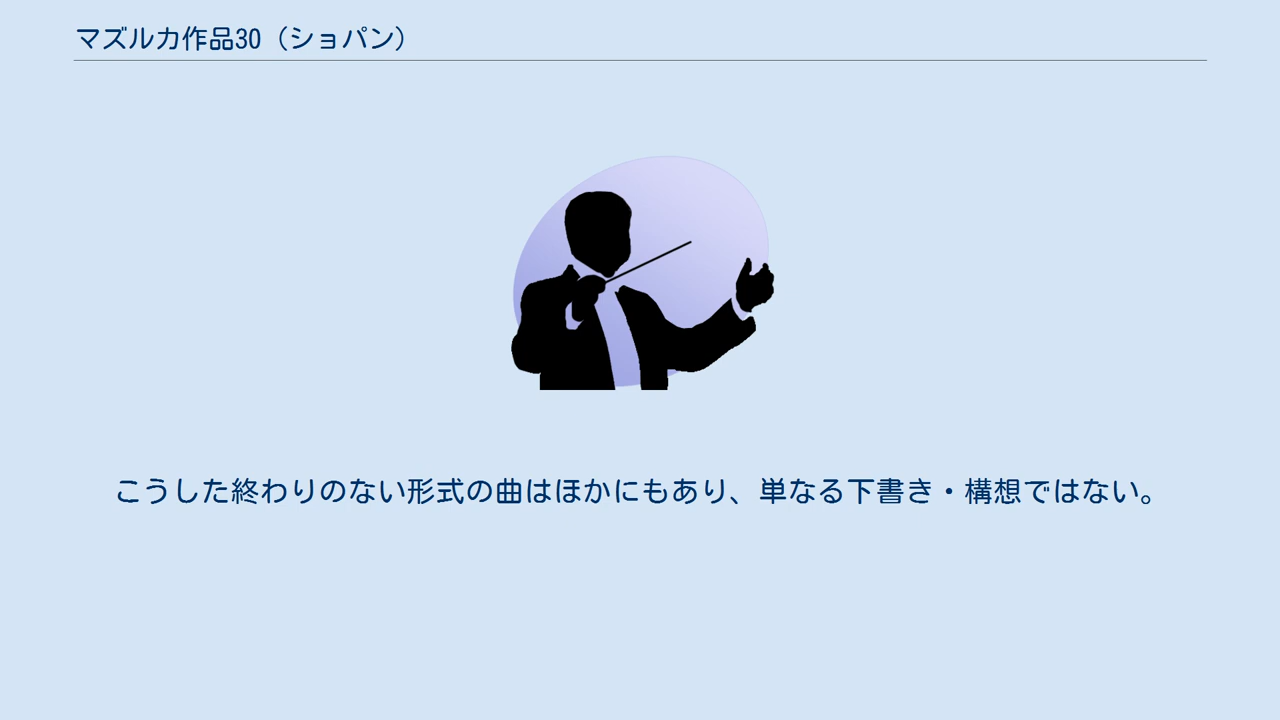 マズルカ作品30（ショパン）
こうした終わりのない形式の曲はほかにもあり、単なる下書き・構想ではない。